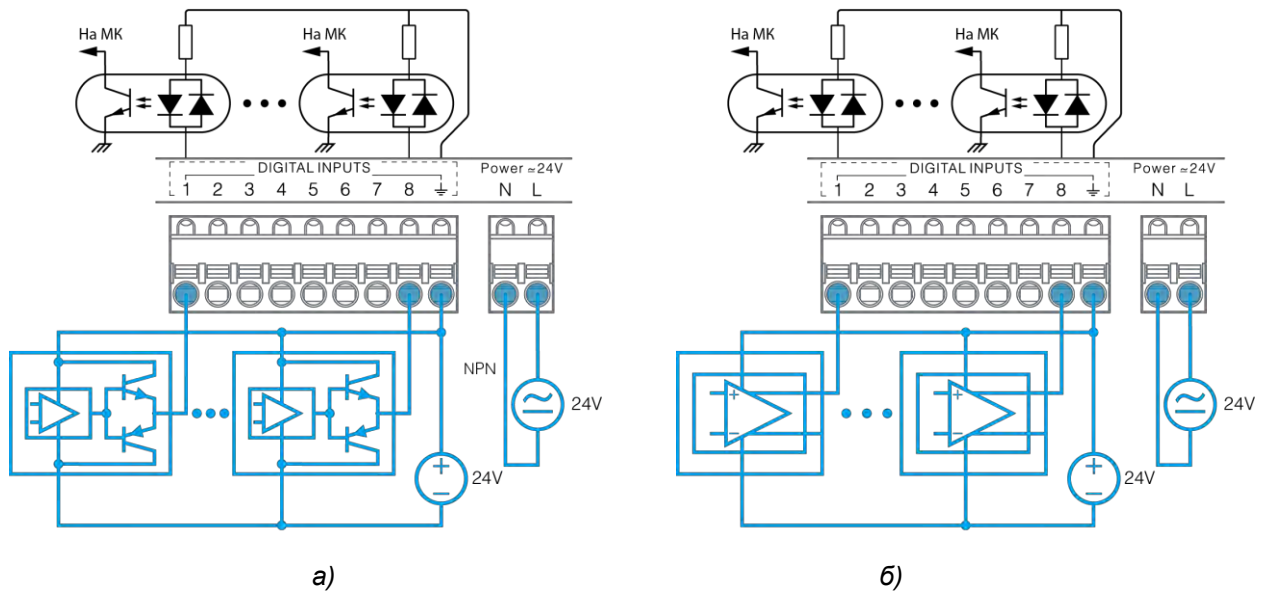 На МК На МК
DIGITAL INPUTS Power ≃24V
1 2 3 4 5 6 7 8 ⏚ N L
NPN
24V
+
24V
−
а)
На МК На МК
DIGITAL INPUTS Power ≃24V
1 2 3 4 5 6 7 8 ⏚ N L
+ +
24V
− −
+
24V
−
б)